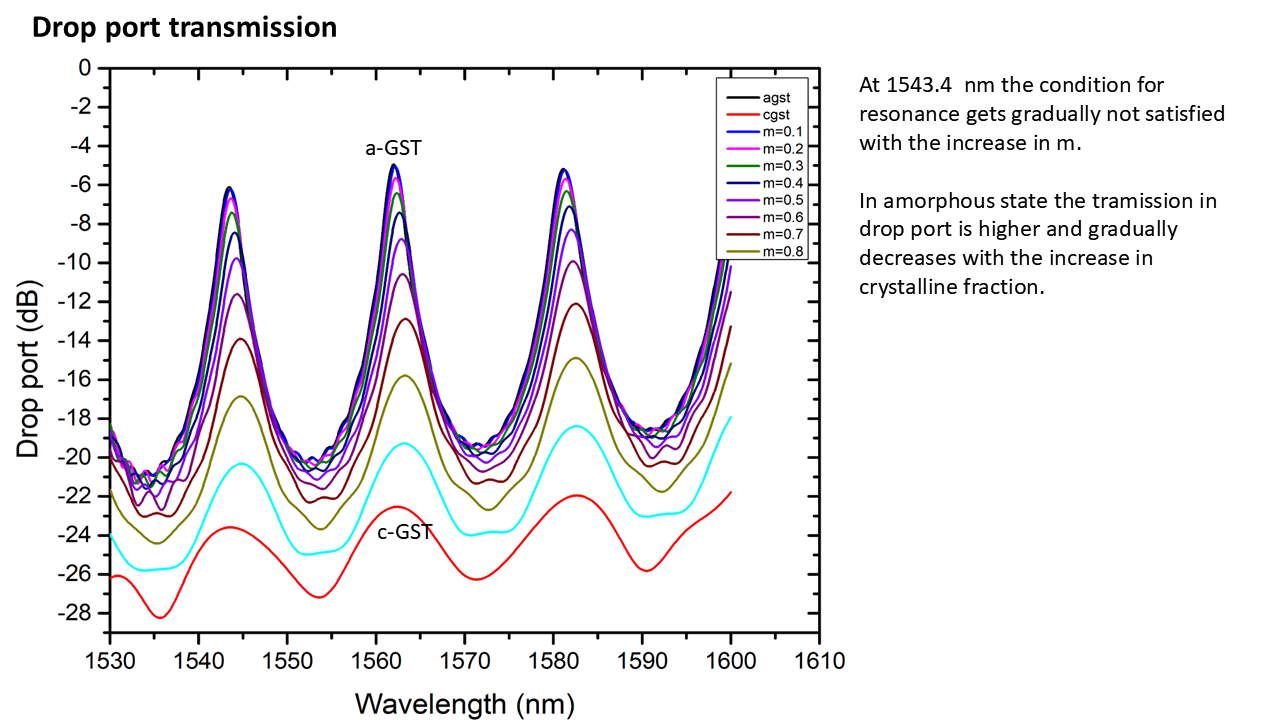 Drop port transmission
0
-2
-4
-6
-8
-10
-12
-14
-16
-18
-20
-22
-24
-26
-28
Drop port (dB)
1530 1540 1550 1560 1570 1580 1590 1600 1610
Wavelength (nm)
a-GST
c-GST
agst
cgst
m=0.1
m=0.2
m=0.3
m=0.4
m=0.5
m=0.6
m=0.7
m=0.8
At 1543.4 nm the condition for
resonance gets gradually not satisfied
with the increase in m.
In amorphous state the tramission in
drop port is higher and gradually
decreases with the increase in
crystalline fraction.